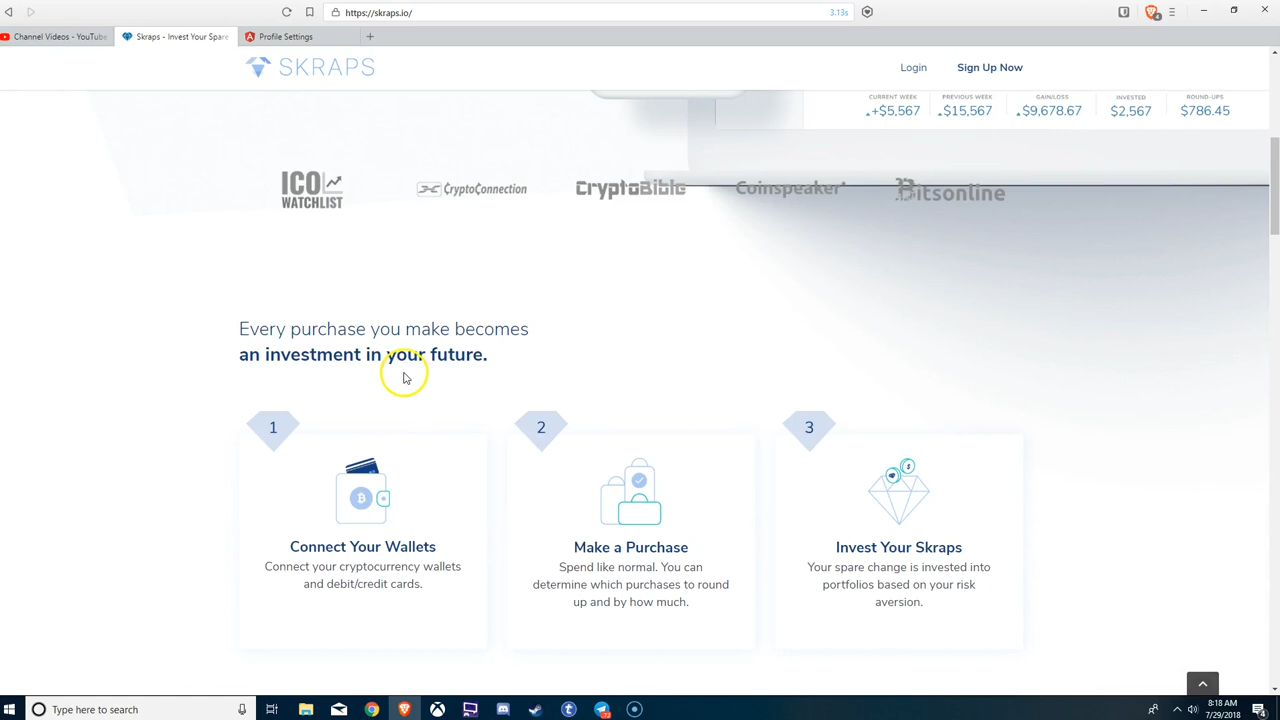 https://skraps.io/
3.13s
4
Channel Videos - YouTube
Skraps - Invest Your Spare
Profile Settings
SKRAPS
Login
Sign Up Now
CURRENT WEEK
+$5,567
PREVIOUS WEEK
$15,567
GAIN/LOSS
$9,678.67
INVESTED
$2,567
ROUND-UPS
$786.45
ICO
WATCHLIST
CryptoConnection
CryptoBible
Coinspeaker
Bitsonline
Every purchase you make becomes
an investment in your future.
1
2
3
Connect Your Wallets
Connect your cryptocurrency wallets
and debit/credit cards.
Make a Purchase
Spend like normal. You can
determine which purchases to round
up and by how much.
Invest Your Skraps
Your spare change is invested into
portfolios based on your risk
aversion.
Type here to search
8:18 AM
7/29/2018